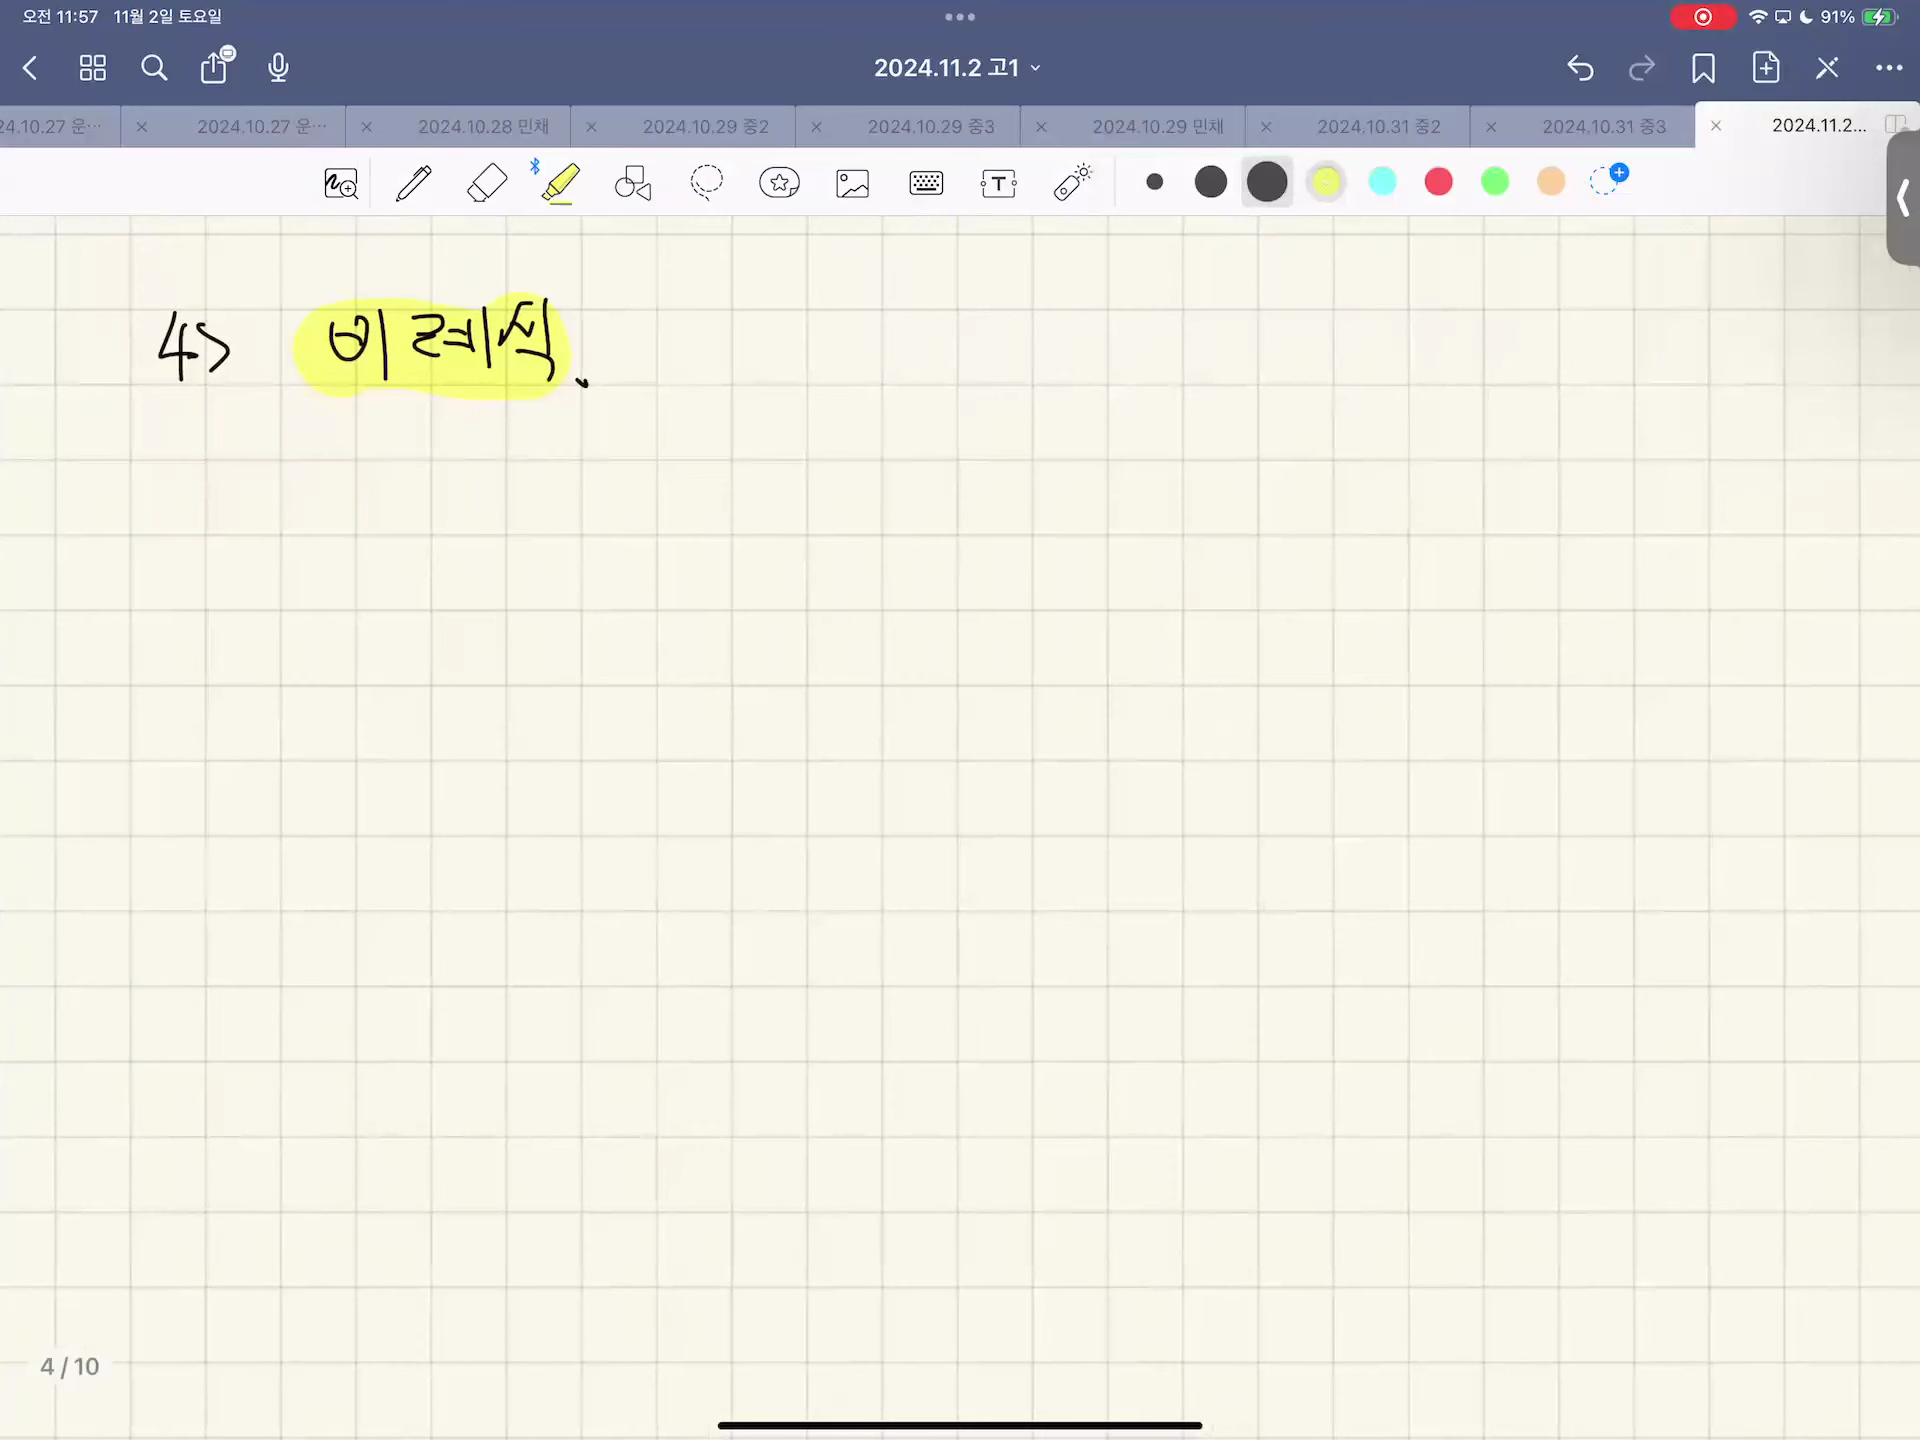 오전 11:57 11월 2일 토요일
91%
2024.11.2 고1
24.10.27 운… 2024.10.27 운… 2024.10.28 민채 2024.10.29 중2 2024.10.29 중3 2024.10.29 민채 2024.10.31 중2 2024.10.31 중3 2024.11.2...
T
4> 비례식.
4 / 10